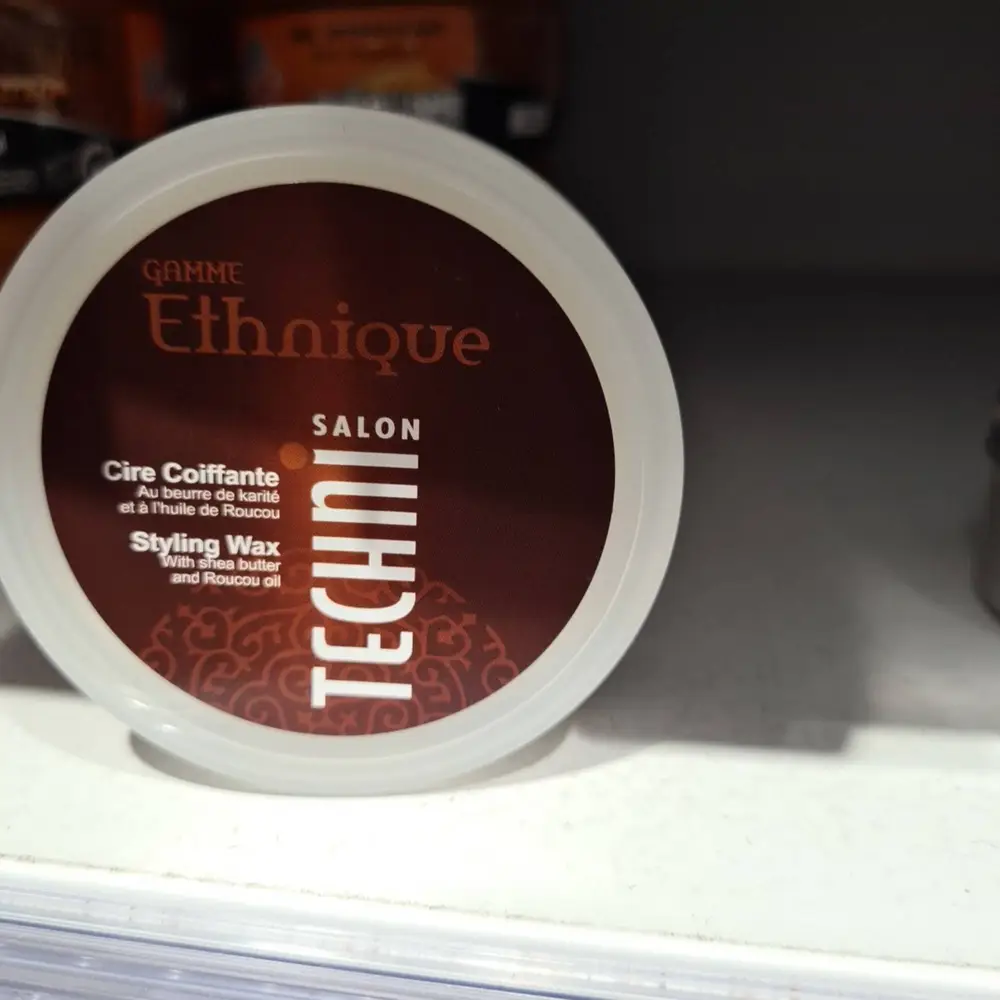 GAMME
Ethnique
SALON
TECHNI
Cire Coiffante
Au beurre de karité
et à l'huile de Roucou
Styling Wax
With shea butter
and Roucou oil